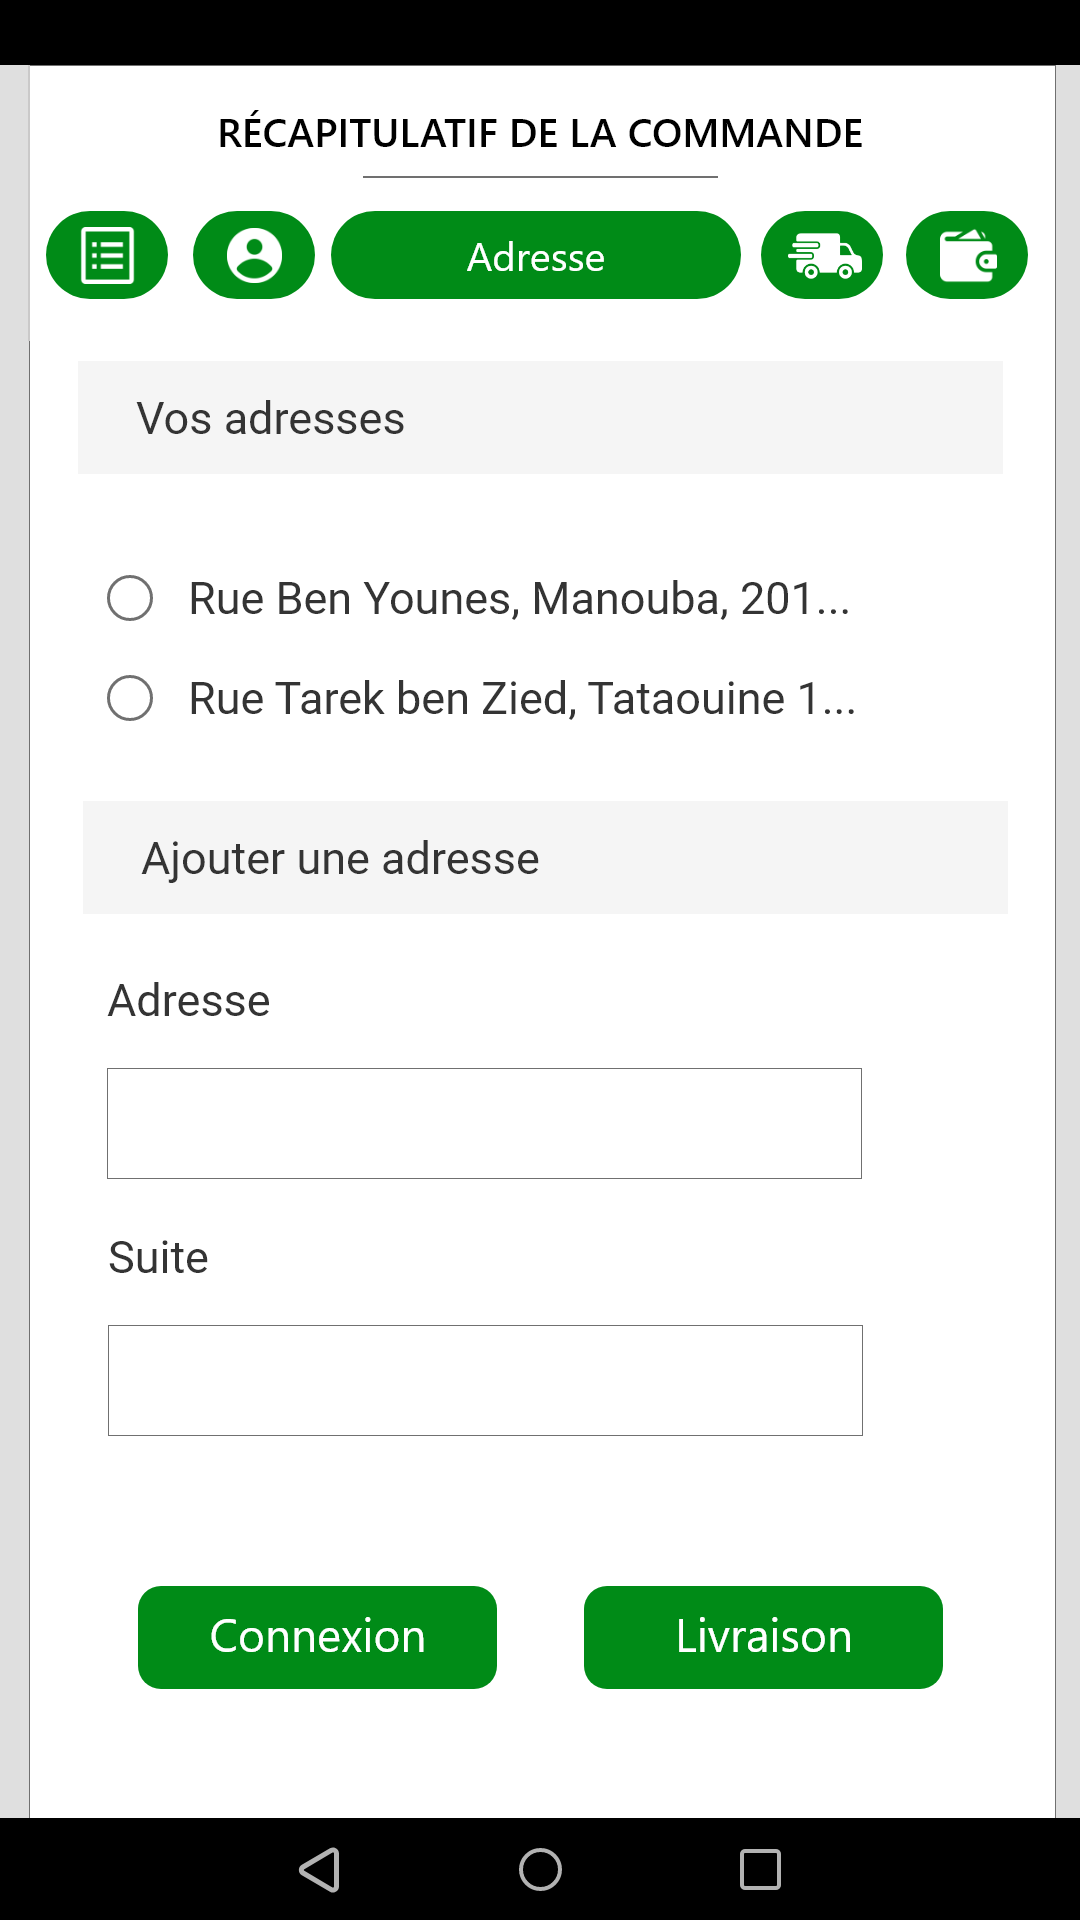 RÉCAPITULATIF DE LA COMMANDE
Adresse
Vos adresses
Rue Ben Younes, Manouba, 201...
Rue Tarek ben Zied, Tataouine 1...
Ajouter une adresse
Adresse
Suite
Connexion Livraison